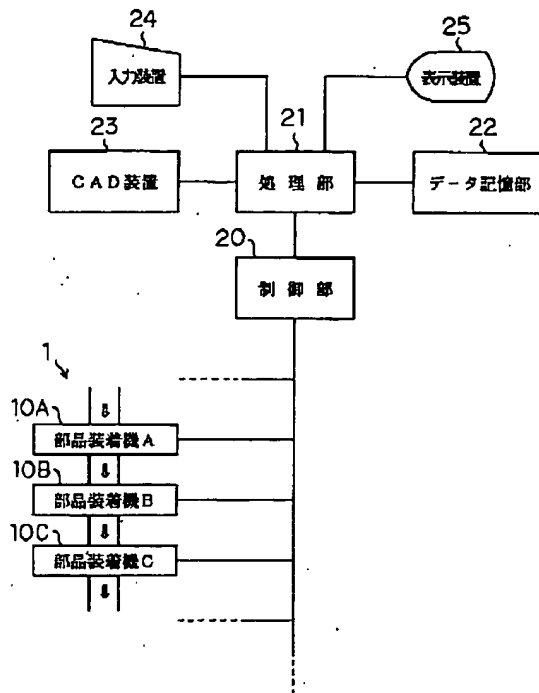 24
入力装置
25
表示装置
23
CAD装置
21
処理部
22
データ記憶部
20
制御部
1
10A
部品装着機A
10B
部品装着機B
10C
部品装着機C